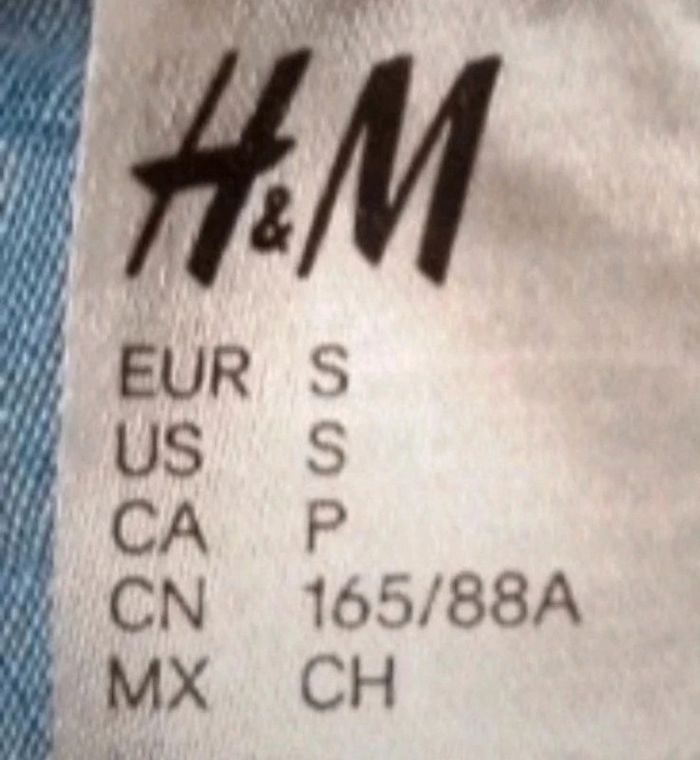 H&M
EUR S
US S
CA P
CN 165/88A
MX CH